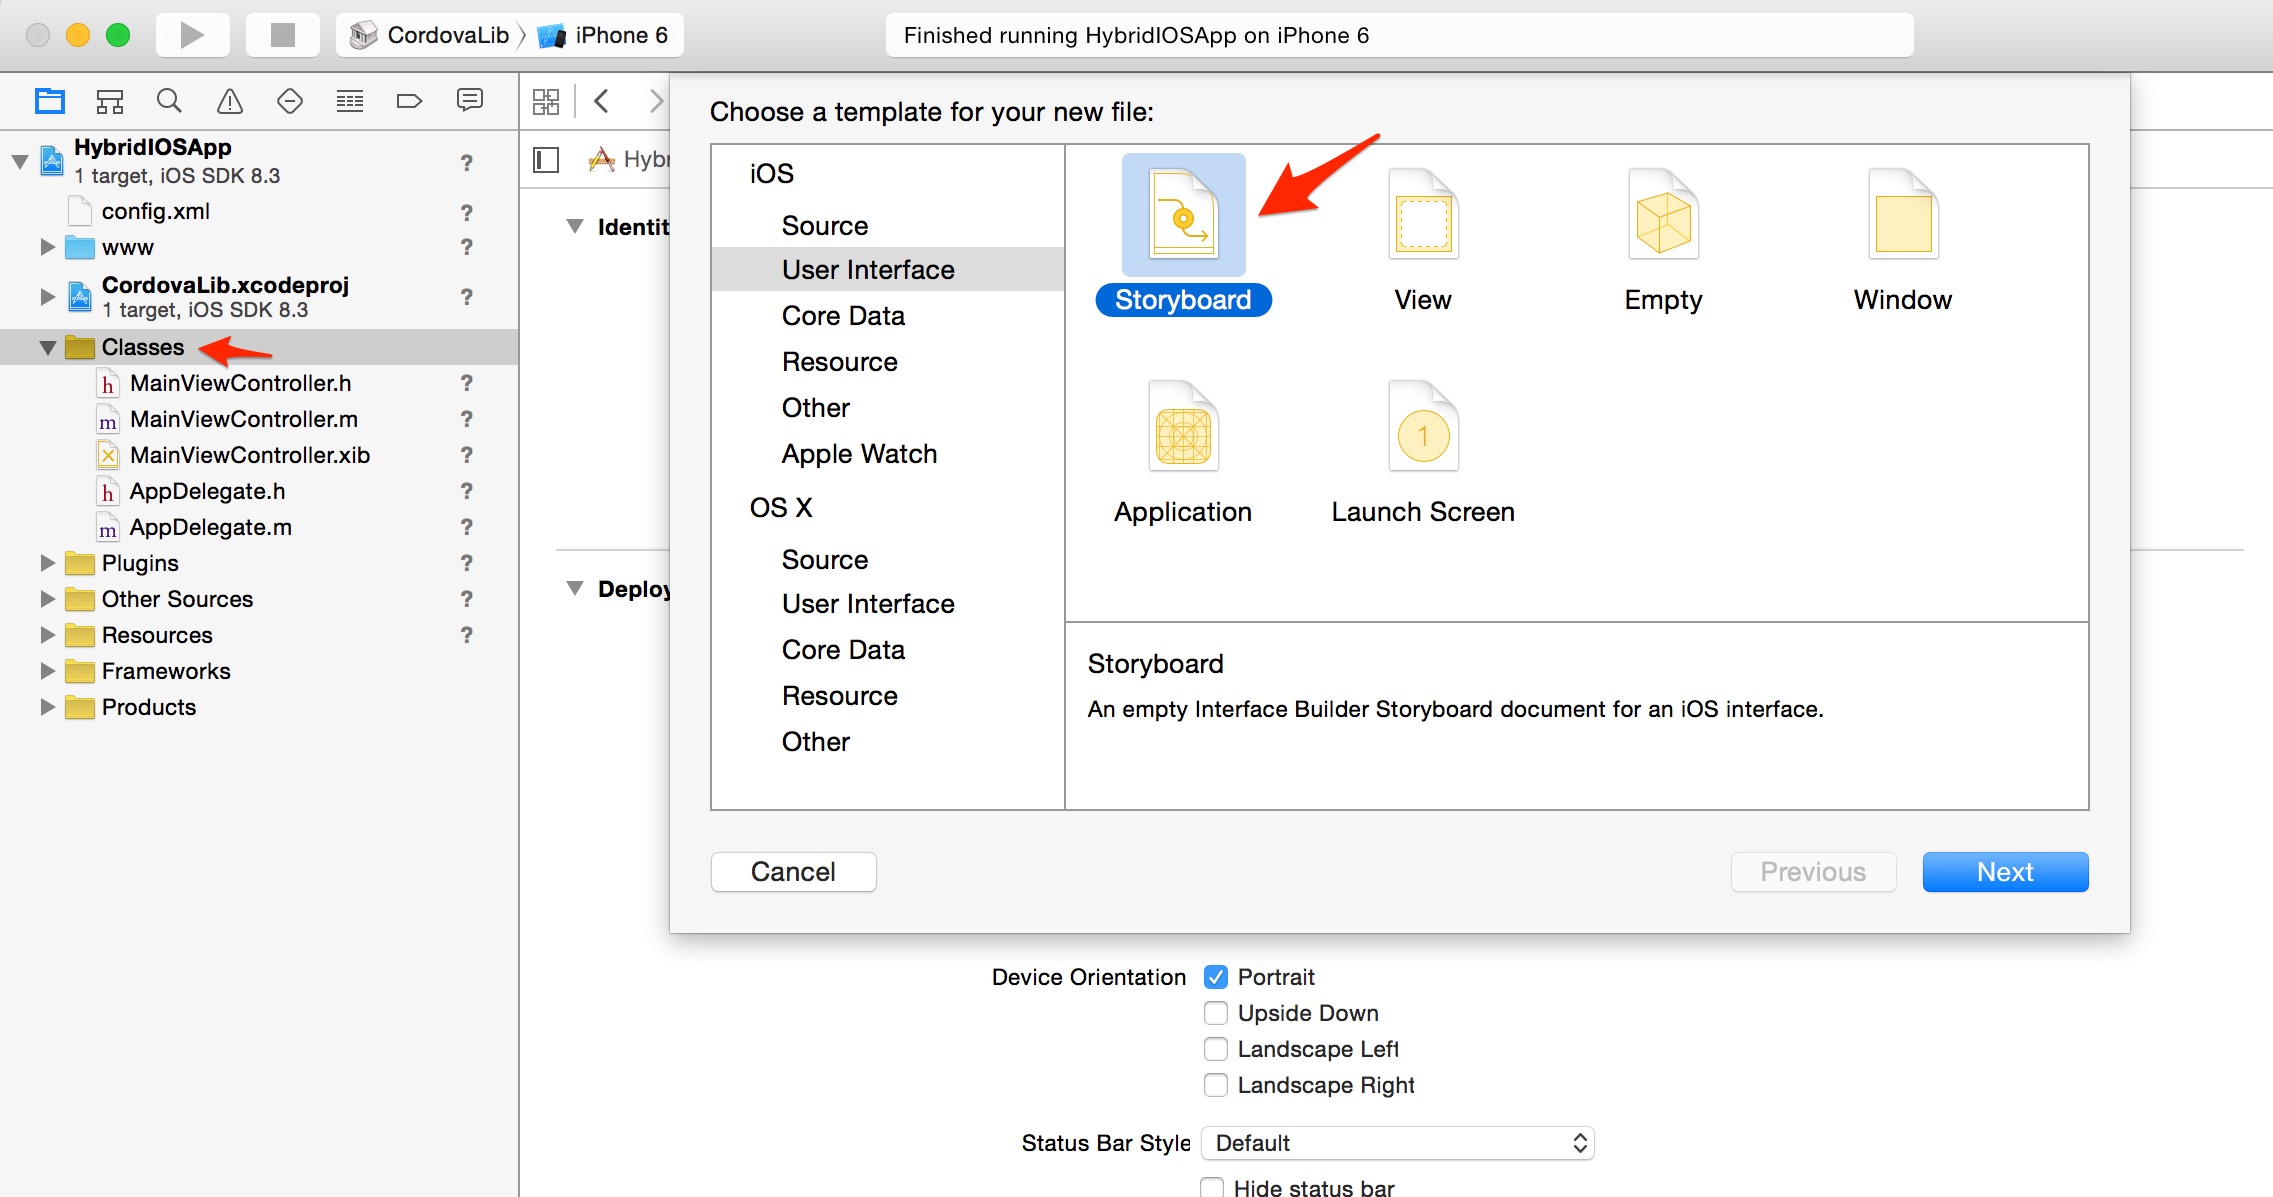 CordovaLib
iPhone 6
Finished running HybridIOSApp on iPhone 6
HybridIOSApp
1 target, iOS SDK 8.3
?
config.xml
?
www
?
CordovaLib.xcodeproj
1 target, iOS SDK 8.3
?
Classes
h MainViewController.h
?
m MainViewController.m
?
MainViewController.xib
?
h AppDelegate.h
?
m AppDelegate.m
?
Plugins
?
Other Sources
?
Resources
?
Frameworks
Products
Hybr
Identit
Deploy
Choose a template for your new file:
iOS
Source
User Interface
Core Data
Resource
Other
Apple Watch
OS X
Source
User Interface
Core Data
Resource
Other
Storyboard
View
Empty
Window
Application
1
Launch Screen
Storyboard
An empty Interface Builder Storyboard document for an iOS interface.
Cancel
Previous
Next
Device Orientation
Portrait
Upside Down
Landscape Left
Landscape Right
Status Bar Style
Default
Hide status bar